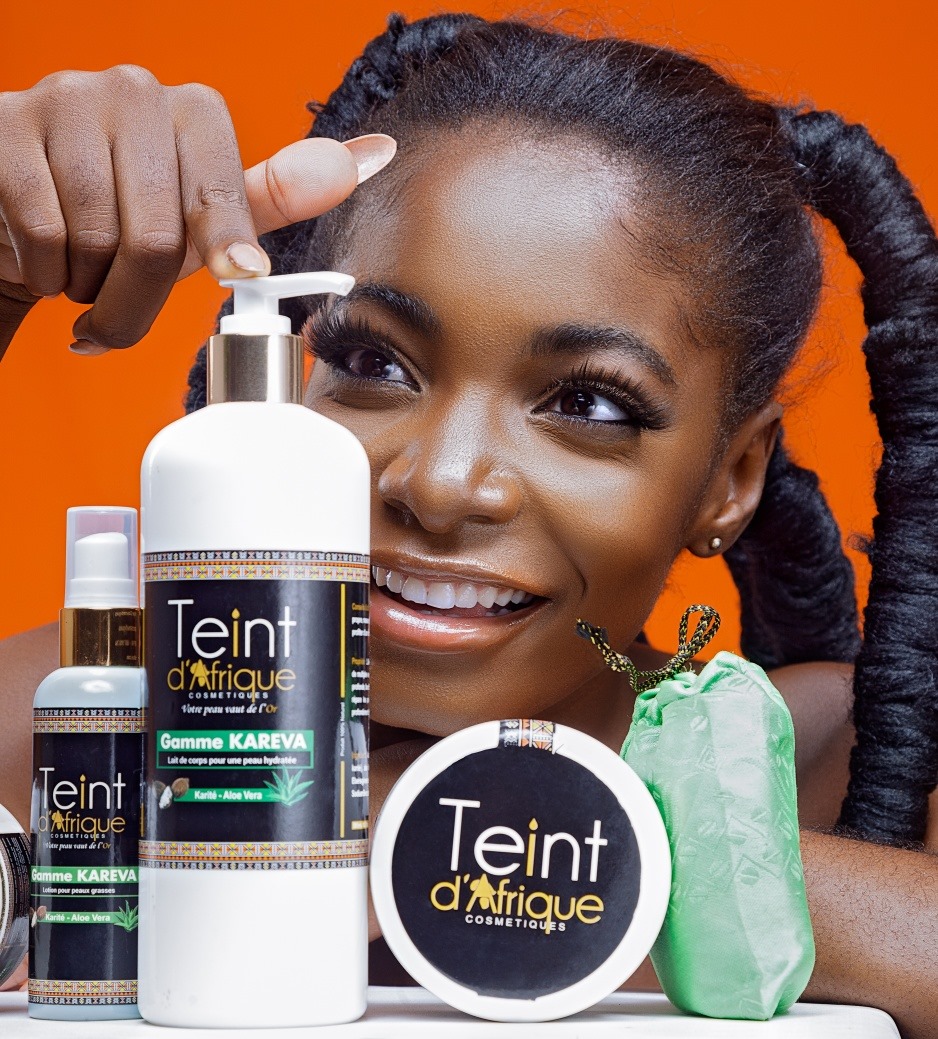 Teint
d'Afrique
COSMETIQUES
Votre peau vaut de l'Or
Gamme KAREVA
Lait de corps pour une peau hydratée
Karité - Aloe Vera
Teint
d'Afrique
COSMETIQUES
Votre peau vaut de l'or
Gamme KAREVA
Lotion pour peaux grasses
Karité - Aloe Vera
Teint
d'Afrique
COSMETIQUES